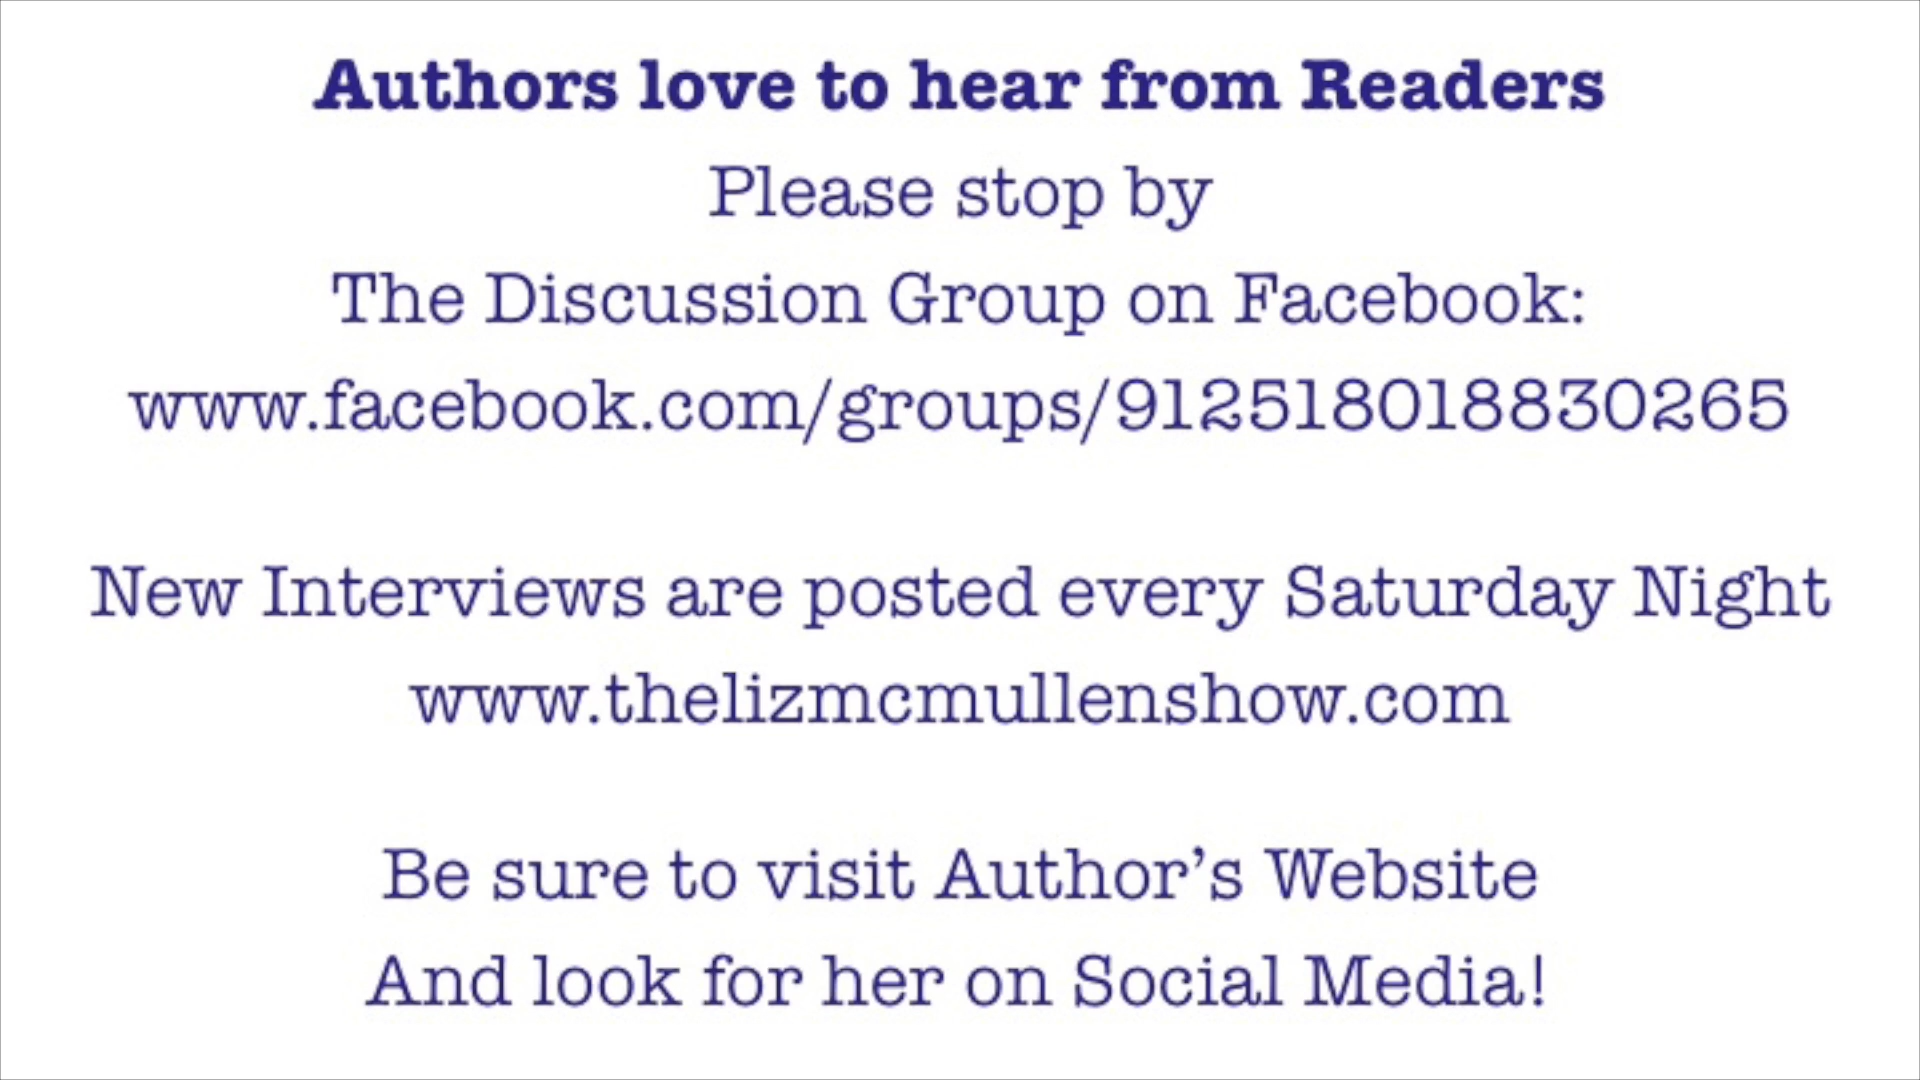 Authors love to hear from Readers
Please stop by
The Discussion Group on Facebook:
www.facebook.com/groups/912518018830265
New Interviews are posted every Saturday Night
www.thelizmcmullenshow.com
Be sure to visit Author’s Website
And look for her on Social Media!